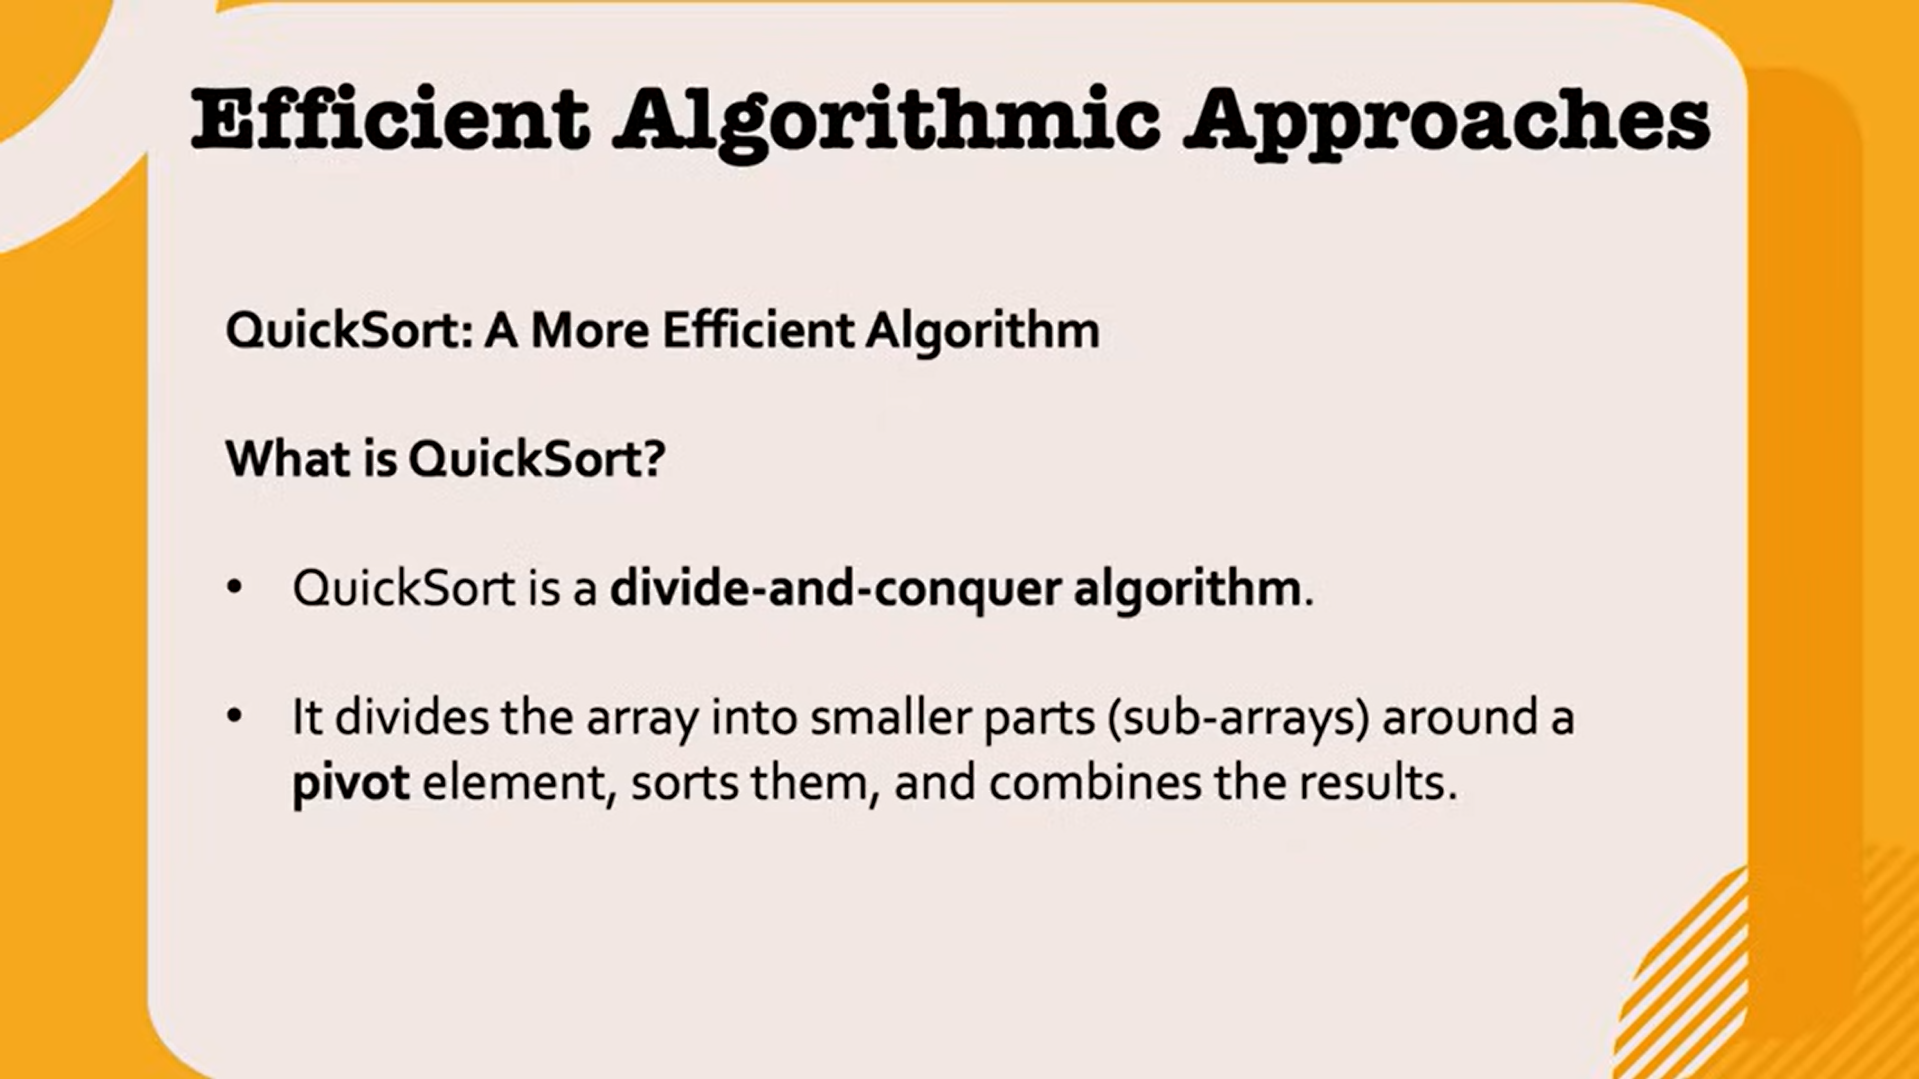 Efficient Algorithmic Approaches
QuickSort: A More Efficient Algorithm
What is QuickSort?
• QuickSort is a divide-and-conquer algorithm.
• It divides the array into smaller parts (sub-arrays) around a
pivot element, sorts them, and combines the results.